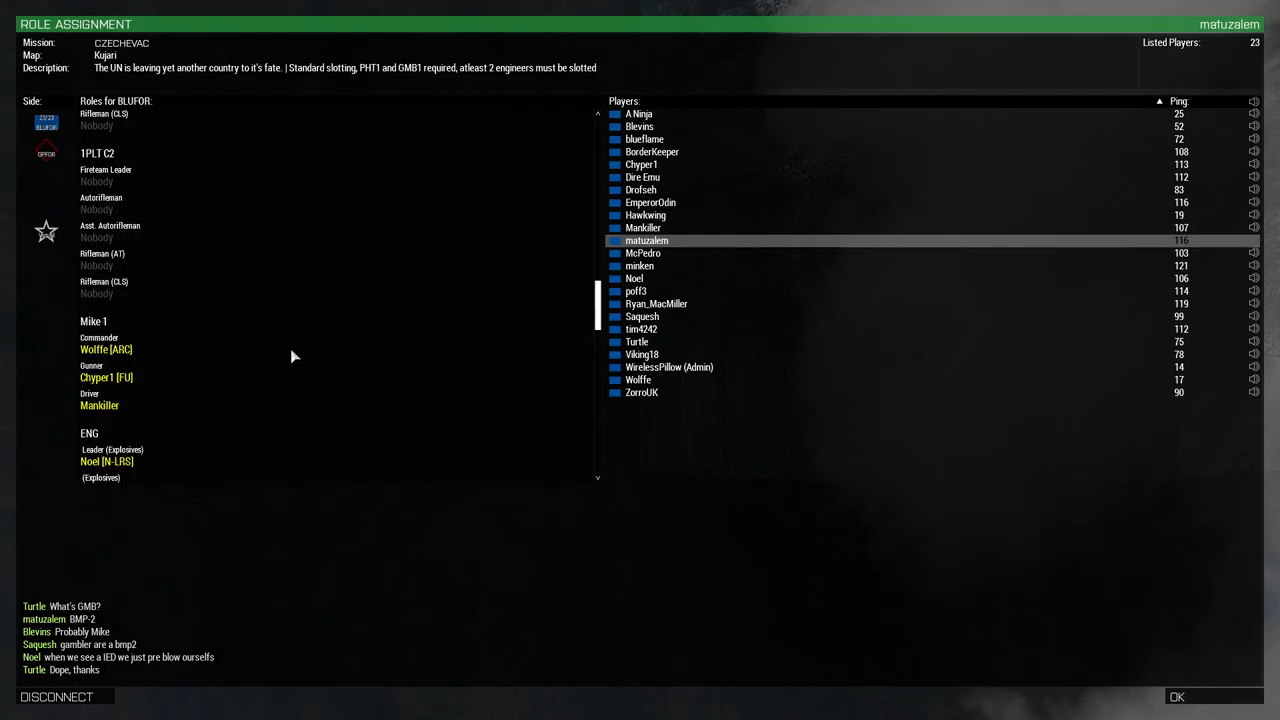 ROLE ASSIGNMENT
matuzalem
Mission: CZECHEVAC
Listed Players: 23
Map: Kujari
Description: The UN is leaving yet another country to it's fate. | Standard slotting, PHT1 and GMB1 required, atleast 2 engineers must be slotted
Side:
23/23
BLUFOR
OPFOR
Roles for BLUFOR:
Rifleman (CLS)
Nobody
1PLT C2
Fireteam Leader
Nobody
Autorifleman
Nobody
Asst. Autorifleman
Nobody
Rifleman (AT)
Nobody
Rifleman (CLS)
Nobody
Mike 1
Commander
Wolffe [ARC]
Gunner
Chyper1 [FU]
Driver
Mankiller
ENG
Leader (Explosives)
Noel [N-LRS]
(Explosives)
Players: Ping:
A Ninja 25
Blevins 52
blueflame 72
BorderKeeper 108
Chyper1 113
Dire Emu 112
Drofseh 83
EmperorOdin 116
Hawkwing 19
Mankiller 107
matuzalem 116
McPedro 103
minken 121
Noel 106
poff3 114
Ryan_MacMiller 119
Saquesh 99
tim4242 112
Turtle 75
Viking18 78
WirelessPillow (Admin) 14
Wolffe 17
ZorroUK 90
Turtle What's GMB?
matuzalem BMP-2
Blevins Probably Mike
Saquesh gambler are a bmp2
Noel when we see a IED we just pre blow ourselfs
Turtle Dope, thanks
DISCONNECT
OK